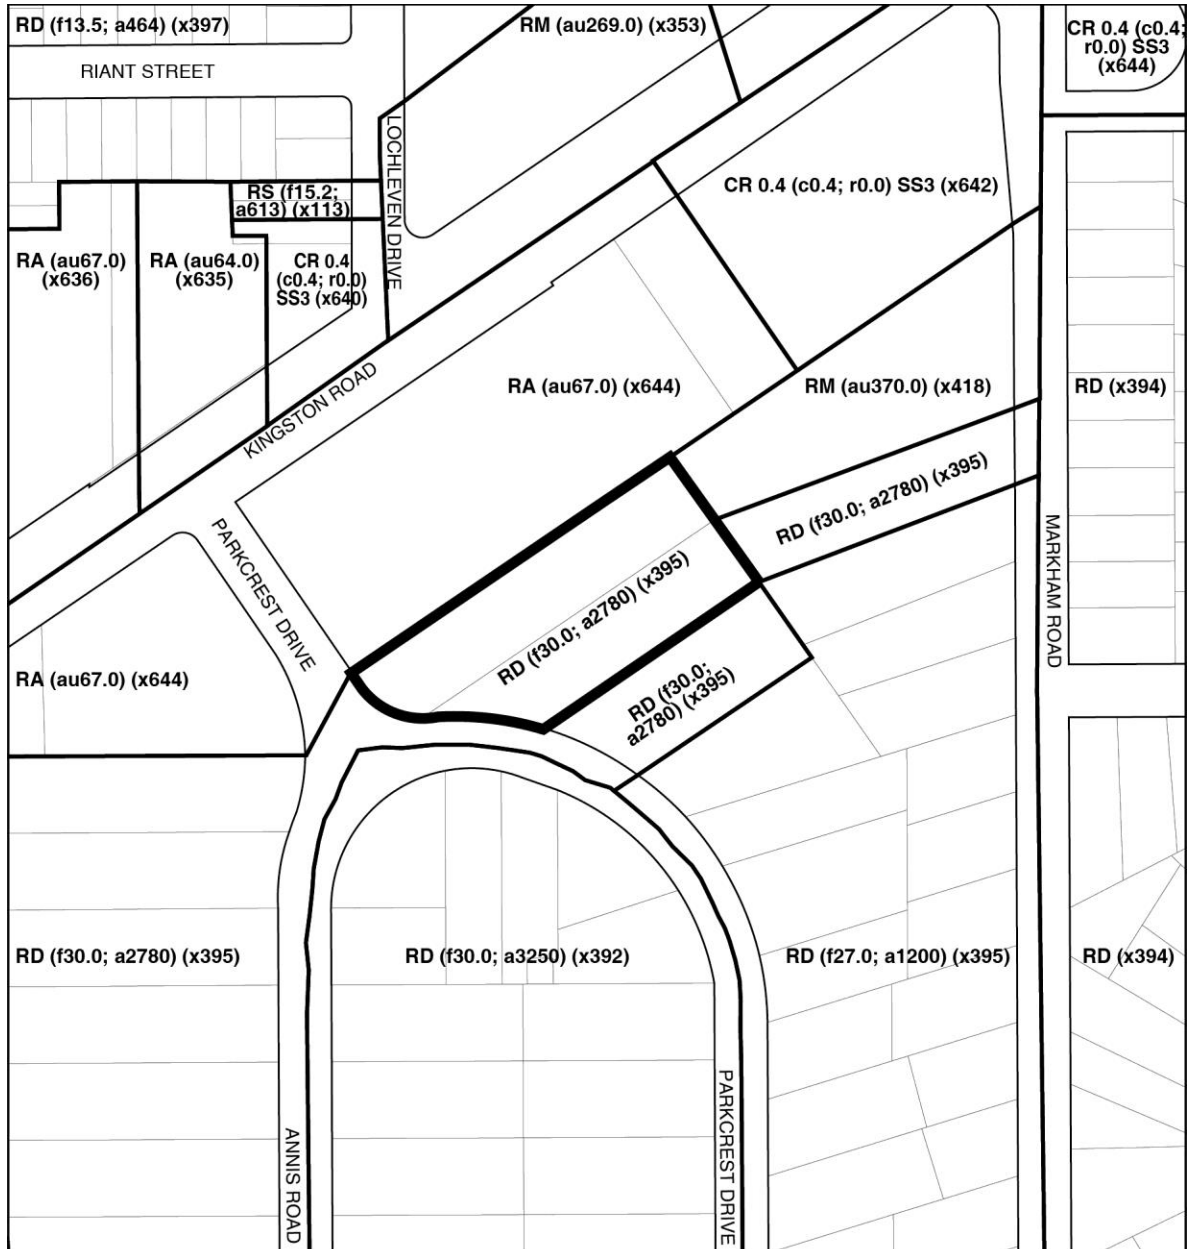 RD (f13.5; a464) (x397)
RM (au269.0) (x353)
CR 0.4 (c0.4;
r0.0) SS3
(x644)
RIANT STREET
LOCHLEVEN DRIVE
RS (f15.2;
a613) (x113)
CR 0.4 (c0.4; r0.0) SS3 (x642)
RA (au67.0)
(x636)
RA (au64.0)
(x635)
CR 0.4
(c0.4; r0.0)
SS3 (x640)
KINGSTON ROAD
RA (au67.0) (x644)
RM (au370.0) (x418)
RD (x394)
RD (f30.0; a2780) (x395)
PARKCREST DRIVE
MARKHAM ROAD
RD (f30.0; a2780) (x395)
RA (au67.0) (x644)
RD (f30.0;
a2780) (x395)
RD (f30.0; a2780) (x395)
RD (f30.0; a3250) (x392)
RD (f27.0; a1200) (x395)
RD (x394)
ANNIS ROAD
PARKCREST DRIVE